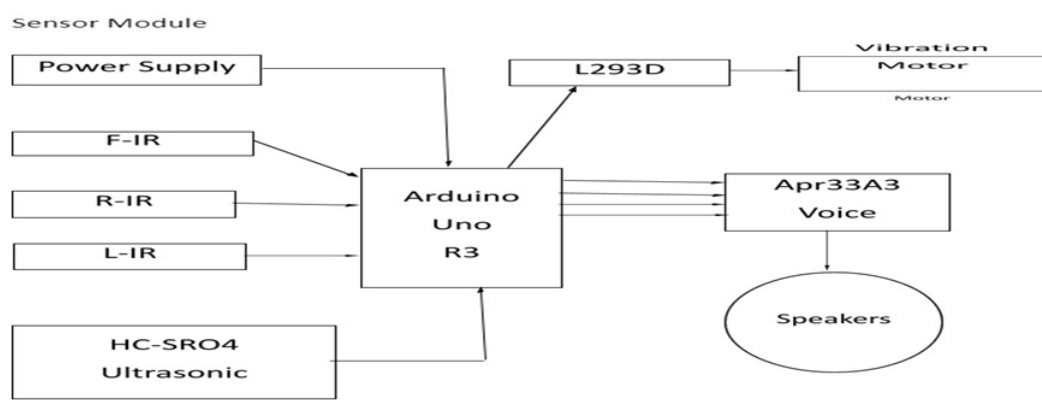 Sensor Module
Power Supply
F-IR
R-IR
L-IR
HC-SRO4
Ultrasonic
Arduino
Uno
R3
L293D
Vibration
Motor
Motor
Apr33A3
Voice
Speakers